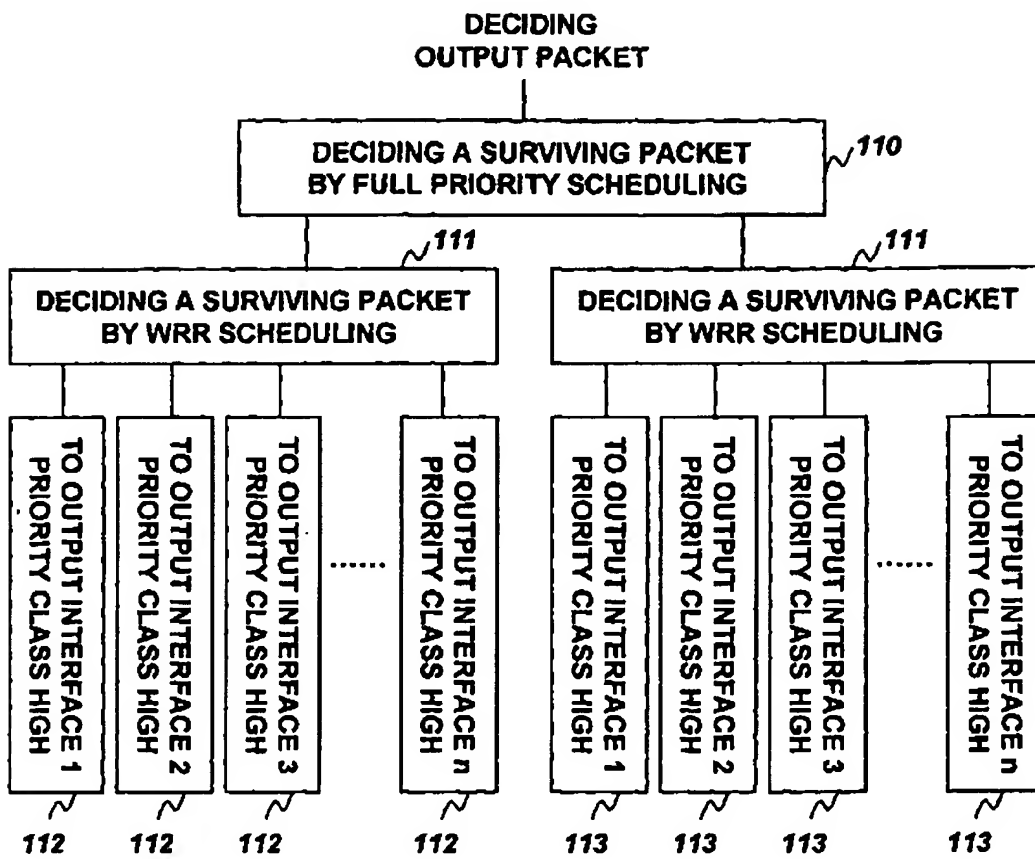 DECIDING
OUTPUT PACKET
DECIDING A SURVIVING PACKET
BY FULL PRIORITY SCHEDULING
110
111
111
DECIDING A SURVIVING PACKET
BY WRR SCHEDULING
DECIDING A SURVIVING PACKET
BY WRR SCHEDULING
TO OUTPUT INTERFACE 1
PRIORITY CLASS HIGH
TO OUTPUT INTERFACE 2
PRIORITY CLASS HIGH
TO OUTPUT INTERFACE 3
PRIORITY CLASS HIGH
......
TO OUTPUT INTERFACE n
PRIORITY CLASS HIGH
TO OUTPUT INTERFACE 1
PRIORITY CLASS HIGH
TO OUTPUT INTERFACE 2
PRIORITY CLASS HIGH
TO OUTPUT INTERFACE 3
PRIORITY CLASS HIGH
......
TO OUTPUT INTERFACE n
PRIORITY CLASS HIGH
112
112
112
112
113
113
113
113